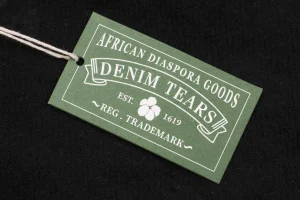 AFRICAN DIASPORA GOODS
DENIM TEARS
EST. 1619
~REG. TRADEMARK~